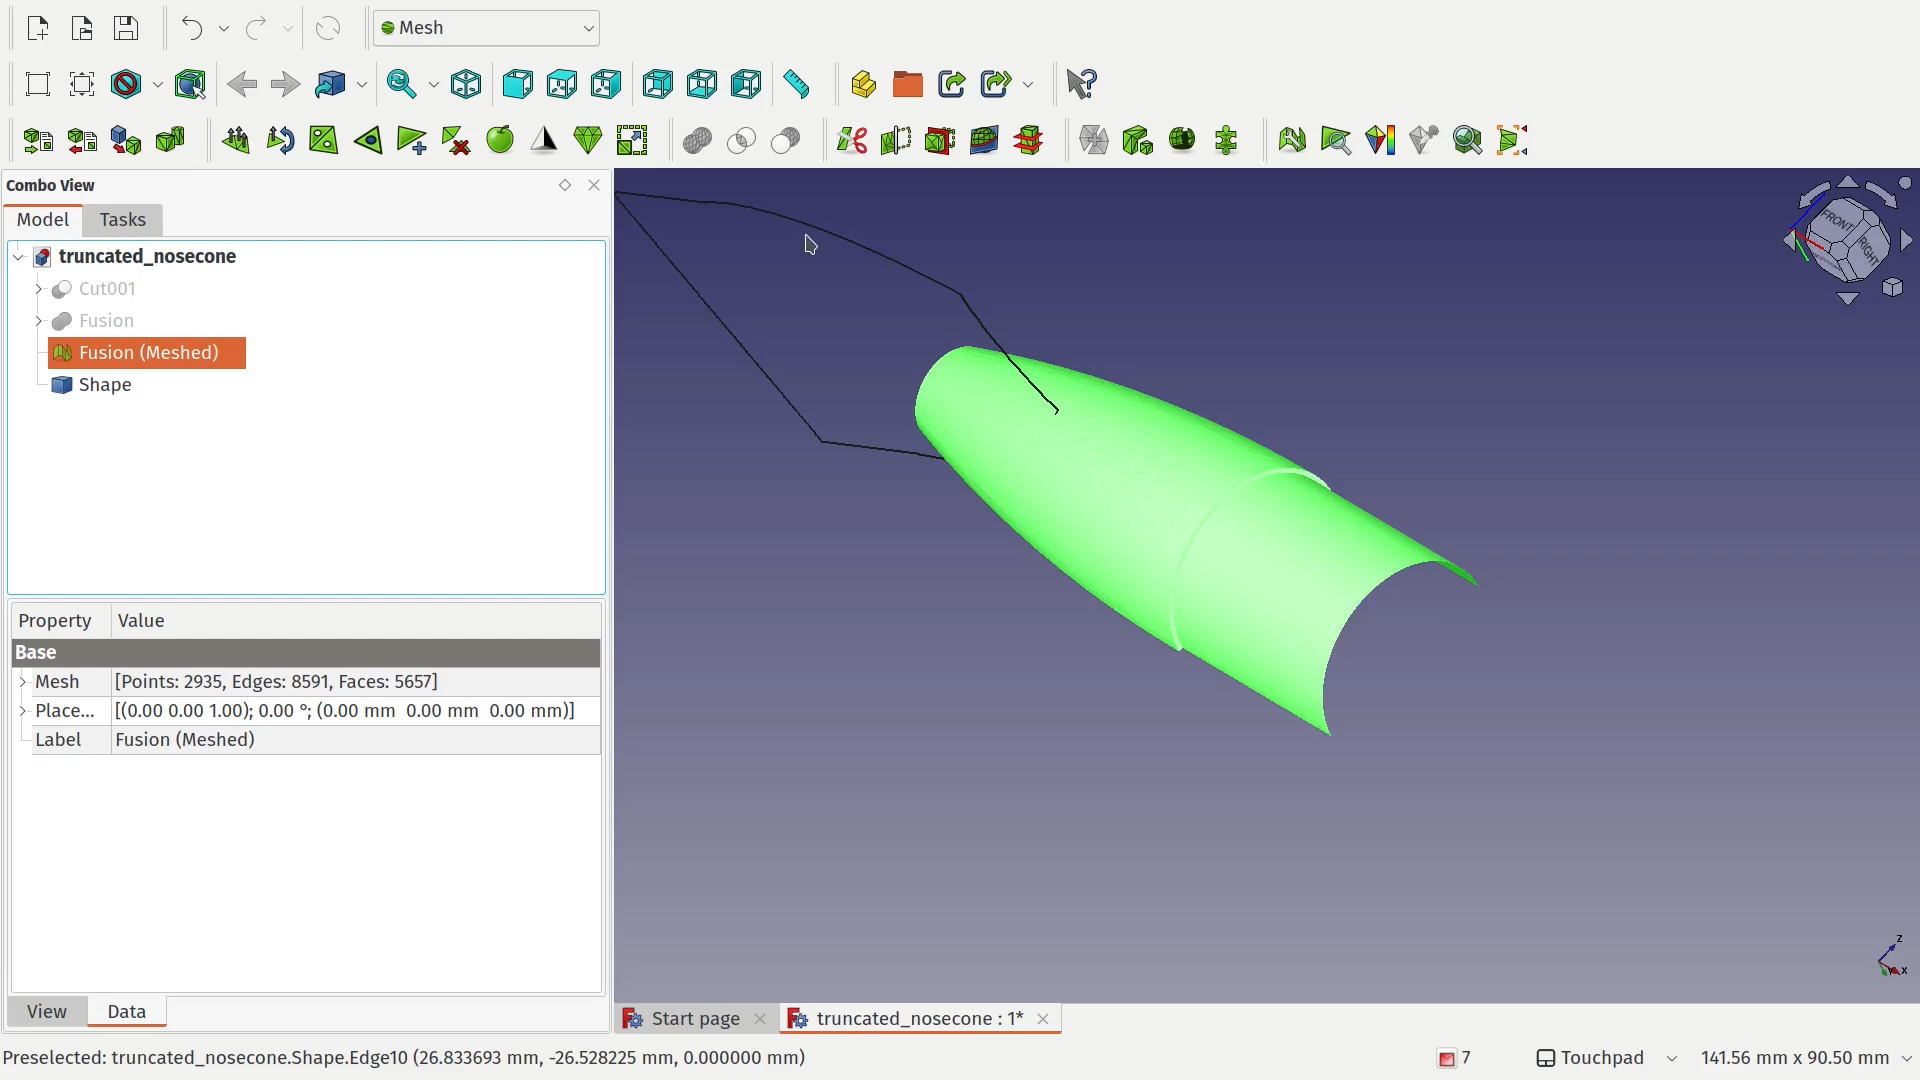 Mesh
Combo View
Model
Tasks
truncated_nosecone
Cut001
Fusion
Fusion (Meshed)
Shape
Property Value
Base
Mesh [Points: 2935, Edges: 8591, Faces: 5657]
Place... [(0.00 0.00 1.00); 0.00 °; (0.00 mm 0.00 mm 0.00 mm)]
Label Fusion (Meshed)
View
Data
FRONT
RIGHT
z
x
Start page
truncated_nosecone : 1*
Preselected: truncated_nosecone.Shape.Edge10 (26.833693 mm, -26.528225 mm, 0.000000 mm)
7
Touchpad
141.56 mm x 90.50 mm